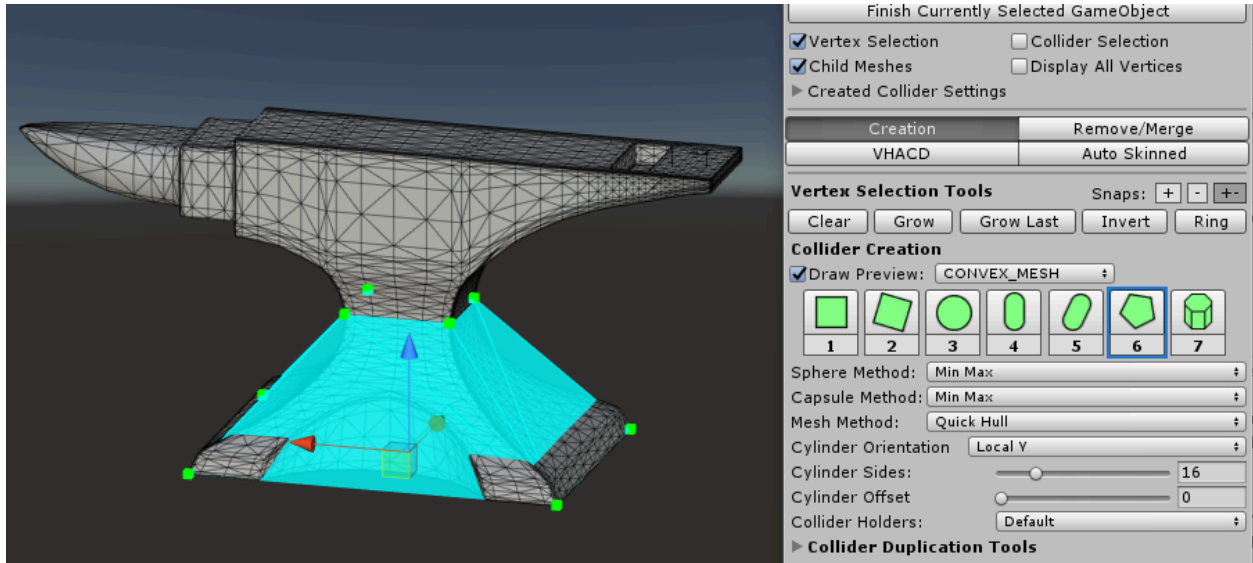 Finish Currently Selected GameObject
Vertex Selection Collider Selection
Child Meshes Display All Vertices
Created Collider Settings
Creation Remove/Merge
VHACD Auto Skinned
Vertex Selection Tools Snaps: + - +-
Clear Grow Grow Last Invert Ring
Collider Creation
Draw Preview: CONVEX_MESH
1 2 3 4 5 6 7
Sphere Method: Min Max
Capsule Method: Min Max
Mesh Method: Quick Hull
Cylinder Orientation Local Y
Cylinder Sides: 16
Cylinder Offset 0
Collider Holders: Default
Collider Duplication Tools